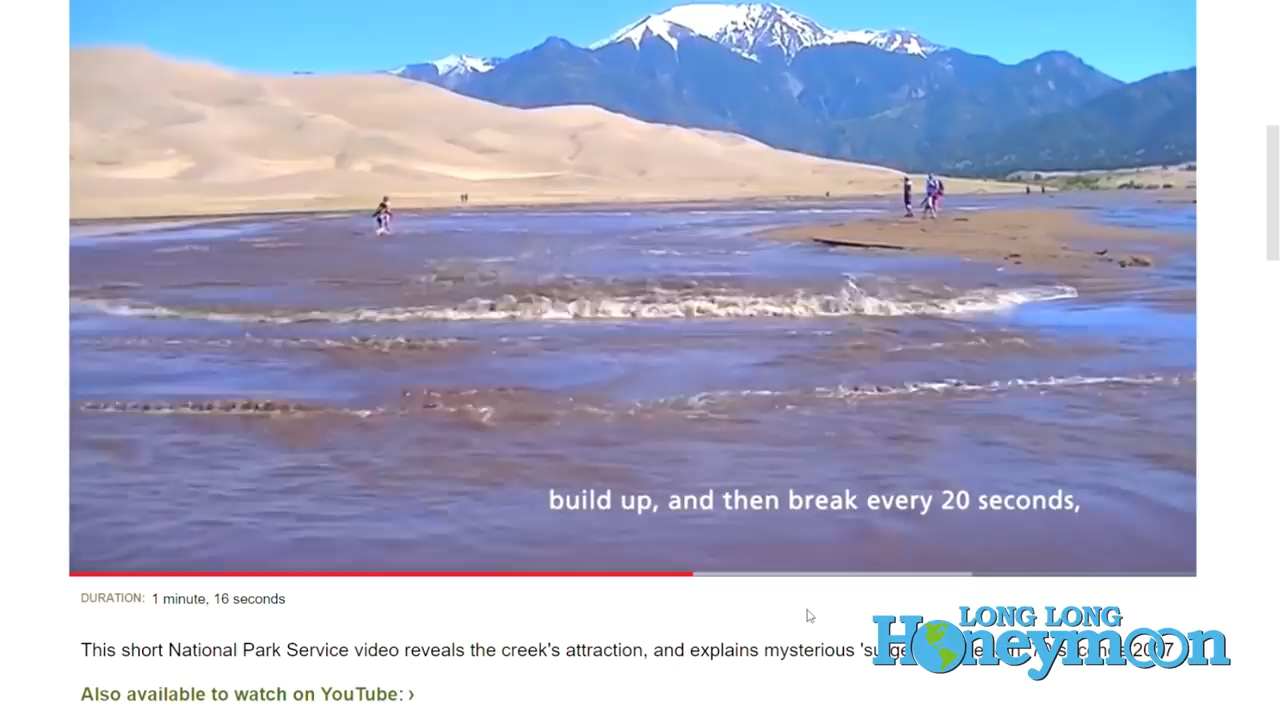 build up, and then break every 20 seconds,
DURATION: 1 minute, 16 seconds
LONG LONG
Honeymoon
This short National Park Service video reveals the creek's attraction, and explains mysterious 'surge
Also available to watch on YouTube: ›